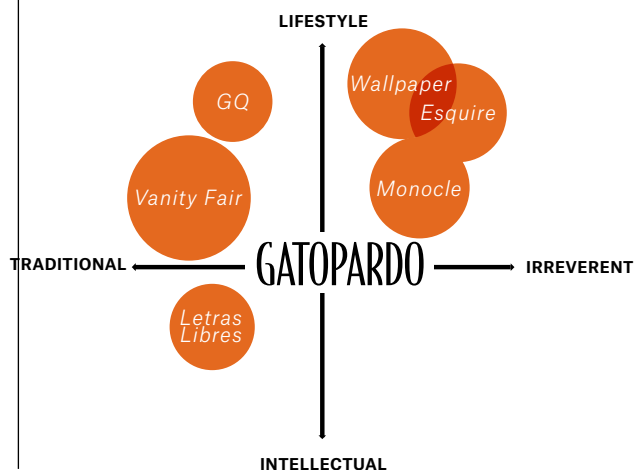 LIFESTYLE
Wallpaper
GQ
Esquire
Vanity Fair
Monocle
TRADITIONAL
GATOPARDO
IRREVERENT
Letras
Libres
INTELLECTUAL